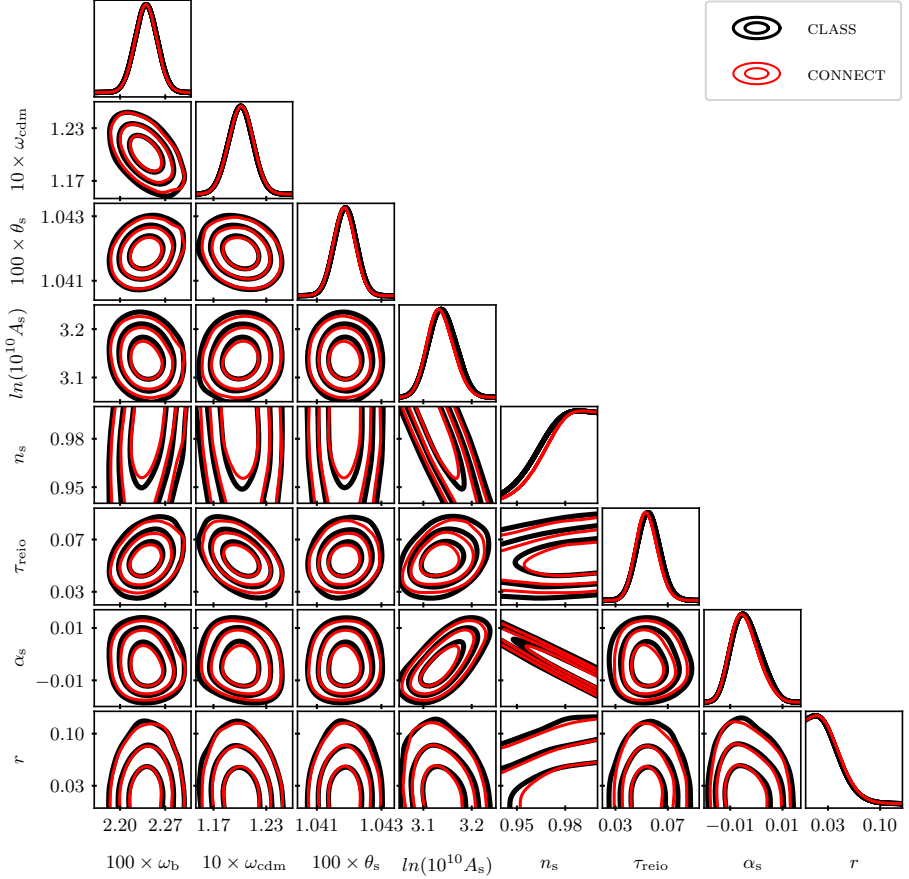 CLASS
CONNECT
10 × ω_cdm
1.23
1.17
100 × θ_s
1.043
1.041
ln(10^10 A_s)
3.2
3.1
n_s
0.98
0.95
τ_reio
0.07
0.03
α_s
0.01
−0.01
r
0.10
0.03
2.20 2.27 1.17 1.23 1.041 1.043 3.1 3.2 0.95 0.98 0.03 0.07 −0.01 0.01 0.03 0.10
100 × ω_b 10 × ω_cdm 100 × θ_s ln(10^10 A_s) n_s τ_reio α_s r